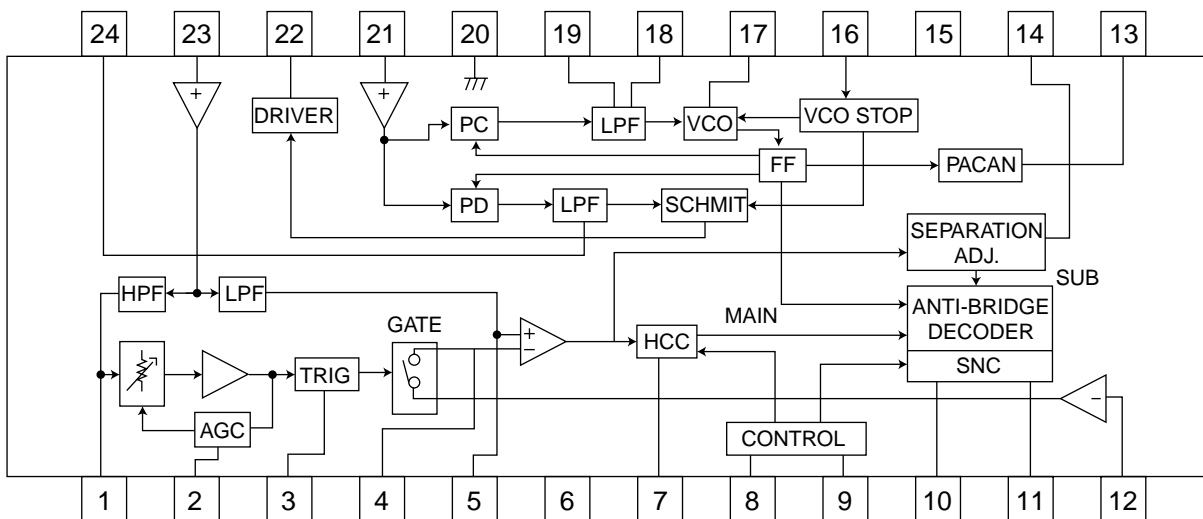 24 23 22 21 20 19 18 17 16 15 14 13
+ +
DRIVER PC LPF VCO VCO STOP
FF PACAN
PD LPF SCHMIT
SEPARATION
ADJ.
SUB
HPF LPF
ANTI-BRIDGE
DECODER
GATE
MAIN
+
−
HCC
SNC
TRIG
−
AGC
CONTROL
1 2 3 4 5 6 7 8 9 10 11 12